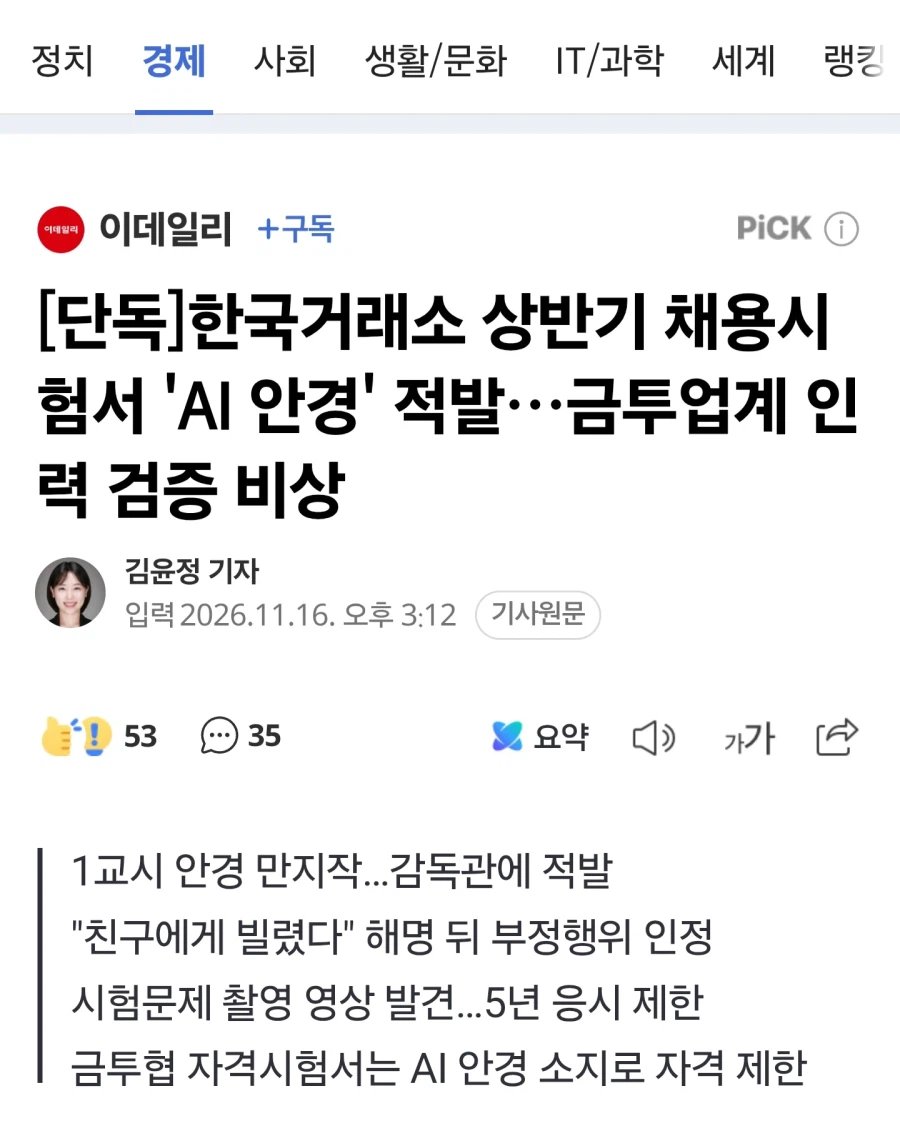 정치 경제 사회 생활/문화 IT/과학 세계 랭킹
이데일리 이데일리 +구독 PiCK
[단독]한국거래소 상반기 채용시
험서 'AI 안경' 적발…금투업계 인
력 검증 비상
김윤정 기자
입력 2026.11.16. 오후 3:12 기사원문
53 35 요약 가가
1교시 안경 만지작…감독관에 적발
"친구에게 빌렸다" 해명 뒤 부정행위 인정
시험문제 촬영 영상 발견…5년 응시 제한
금투협 자격시험서는 AI 안경 소지로 자격 제한